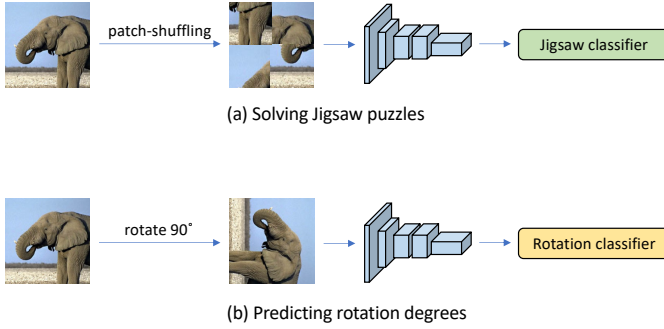 patch-shuffling
Jigsaw classifier
(a) Solving Jigsaw puzzles
rotate 90˚
Rotation classifier
(b) Predicting rotation degrees